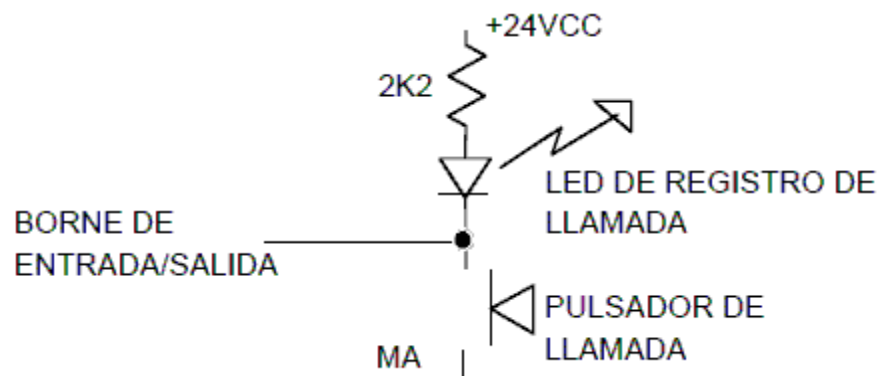 +24VCC
2K2
LED DE REGISTRO DE
LLAMADA
BORNE DE
ENTRADA/SALIDA
PULSADOR DE
LLAMADA
MA